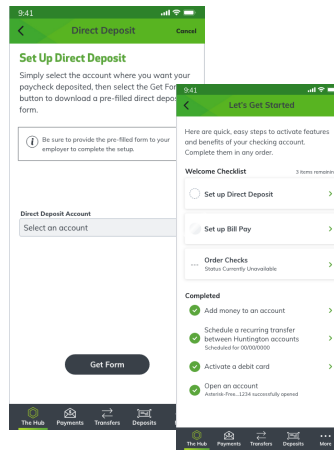 9:41
Direct Deposit
Cancel
Set Up Direct Deposit
Simply select the account where you want your
paycheck deposited, then select the Get For
button to download a pre-filled direct depos
form.
Be sure to provide the pre-filled form to your
employer to complete the setup.
Direct Deposit Account
Select an account
Get Form
The Hub
Payments
Transfers
Deposits
9:41
Let's Get Started
Here are quick, easy steps to activate features
and benefits of your checking account.
Complete them in any order.
Welcome Checklist
3 items remainin
Set up Direct Deposit
Set up Bill Pay
Order Checks
Status Currently Unavailable
Completed
Add money to an account
Schedule a recurring transfer
between Huntington accounts
Scheduled for 00/00/0000
Activate a debit card
Open an account
Asterisk-Free...1234 successfully opened
The Hub
Payments
Transfers
Deposits
More